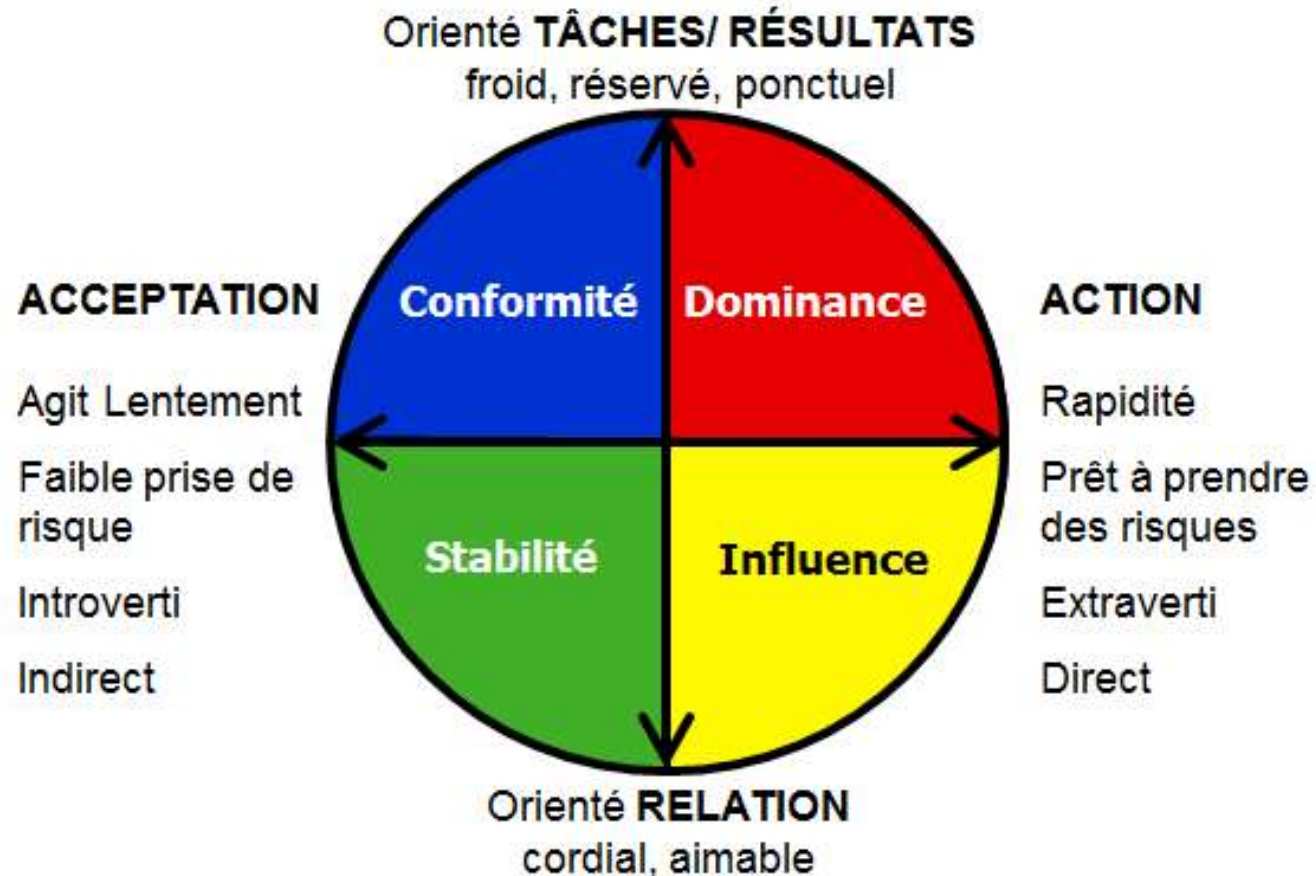 Orienté TÂCHES/ RÉSULTATS
froid, réservé, ponctuel
ACCEPTATION
Agit Lentement
Faible prise de
risque
Introverti
Indirect
Conformité
Dominance
Stabilité
Influence
ACTION
Rapidité
Prêt à prendre
des risques
Extraverti
Direct
Orienté RELATION
cordial, aimable